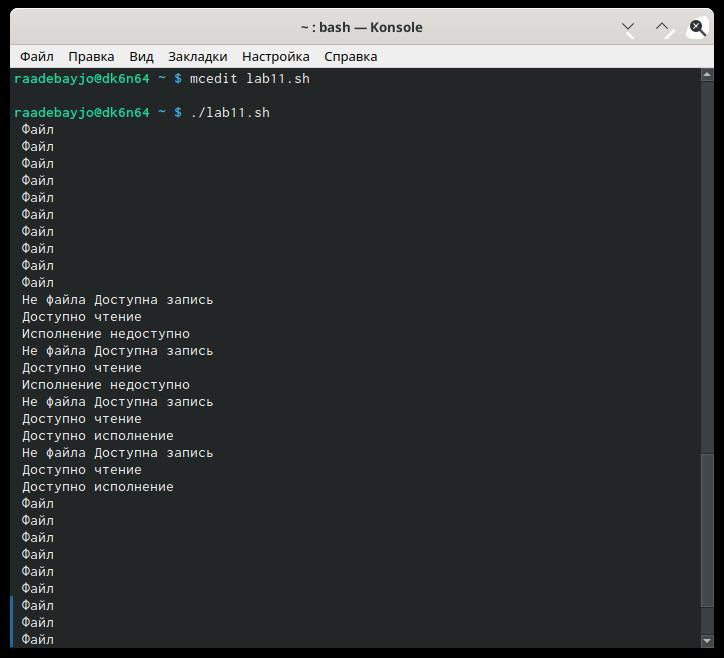 ~ : bash — Konsole
Файл Правка Вид Закладки Настройка Справка
raadebayjo@dk6n64 ~ $ mcedit lab11.sh
raadebayjo@dk6n64 ~ $ ./lab11.sh
Файл
Файл
Файл
Файл
Файл
Файл
Файл
Файл
Файл
Файл
Не файла Доступна запись
Доступно чтение
Исполнение недоступно
Не файла Доступна запись
Доступно чтение
Исполнение недоступно
Не файла Доступна запись
Доступно чтение
Доступно исполнение
Не файла Доступна запись
Доступно чтение
Доступно исполнение
Файл
Файл
Файл
Файл
Файл
Файл
Файл
Файл
Файл